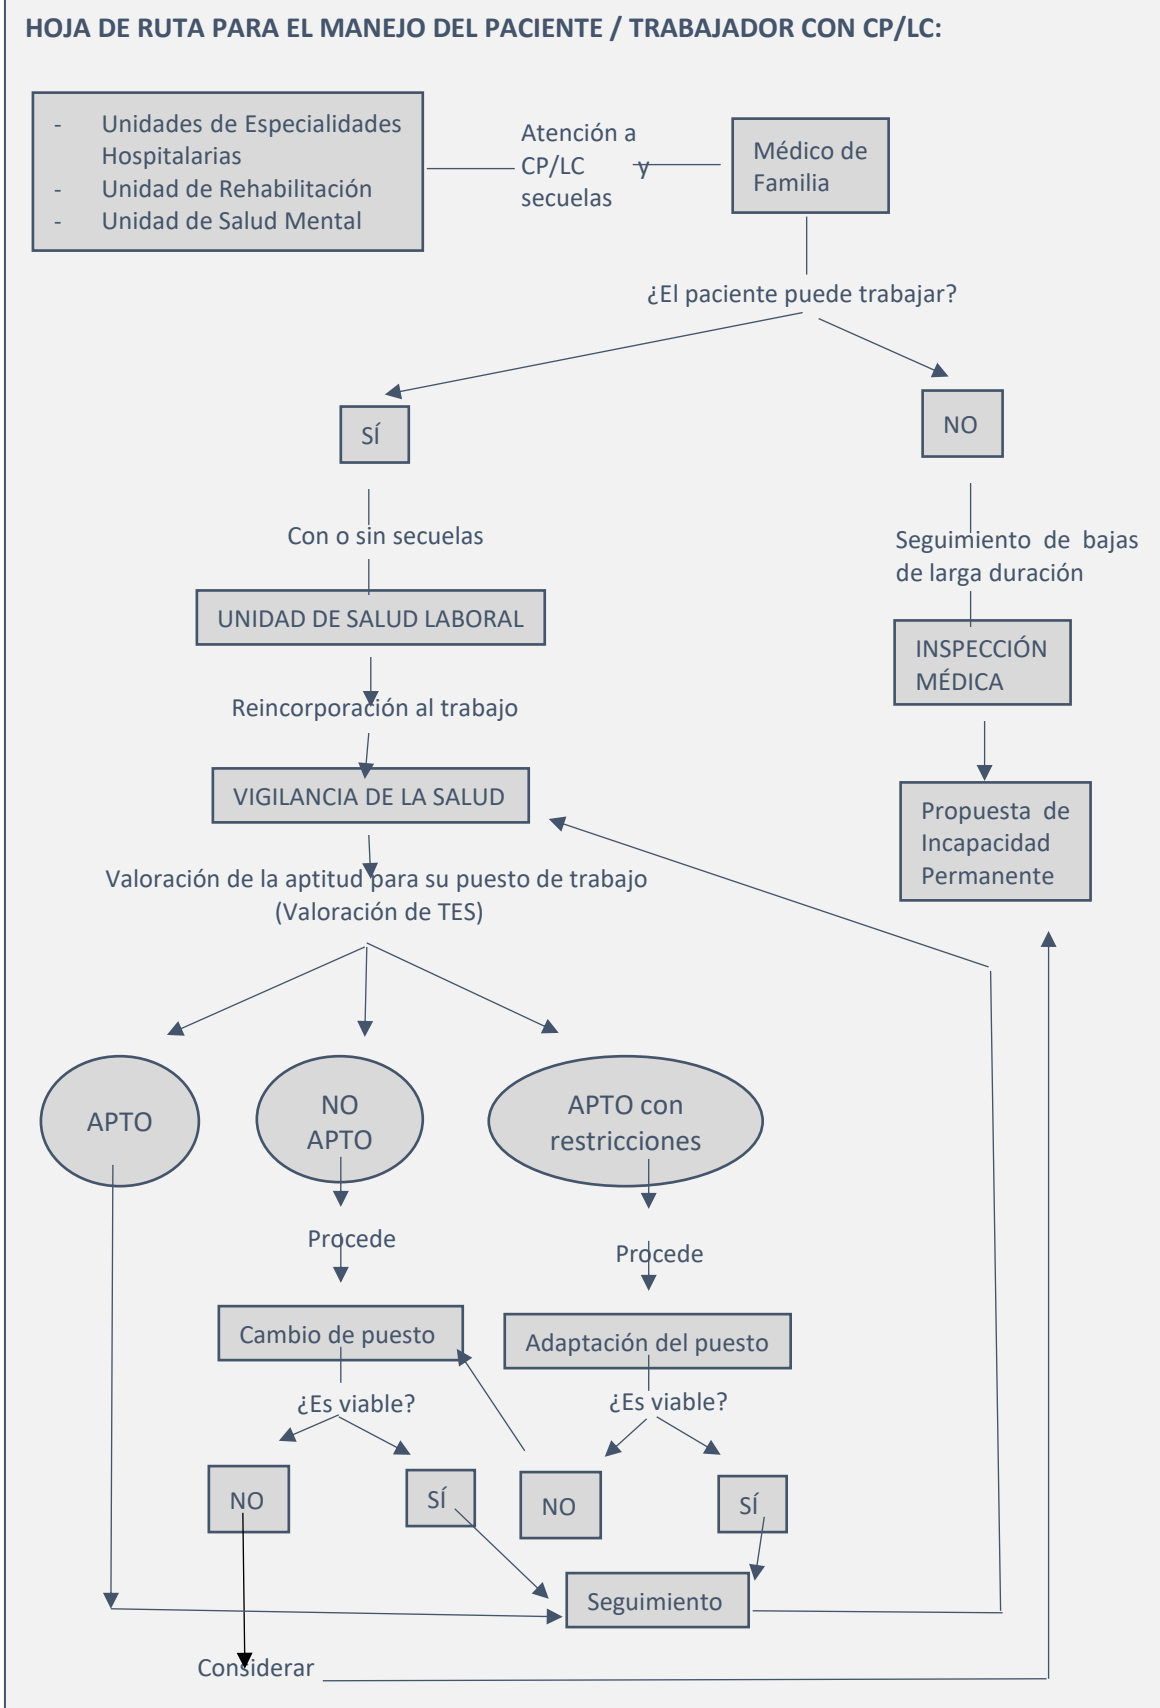 HOJA DE RUTA PARA EL MANEJO DEL PACIENTE / TRABAJADOR CON CP/LC:
- Unidades de Especialidades
Hospitalarias
- Unidad de Rehabilitación
- Unidad de Salud Mental
Atención a
CP/LC y
secuelas
Médico de
Familia
¿El paciente puede trabajar?
SÍ
NO
Con o sin secuelas
Seguimiento de bajas
de larga duración
UNIDAD DE SALUD LABORAL
INSPECCIÓN
MÉDICA
Reincorporación al trabajo
VIGILANCIA DE LA SALUD
Propuesta de
Incapacidad
Permanente
Valoración de la aptitud para su puesto de trabajo
(Valoración de TES)
APTO
NO
APTO
APTO con
restricciones
Procede
Procede
Cambio de puesto
Adaptación del puesto
¿Es viable?
¿Es viable?
NO
SÍ
NO
SÍ
Seguimiento
Considerar